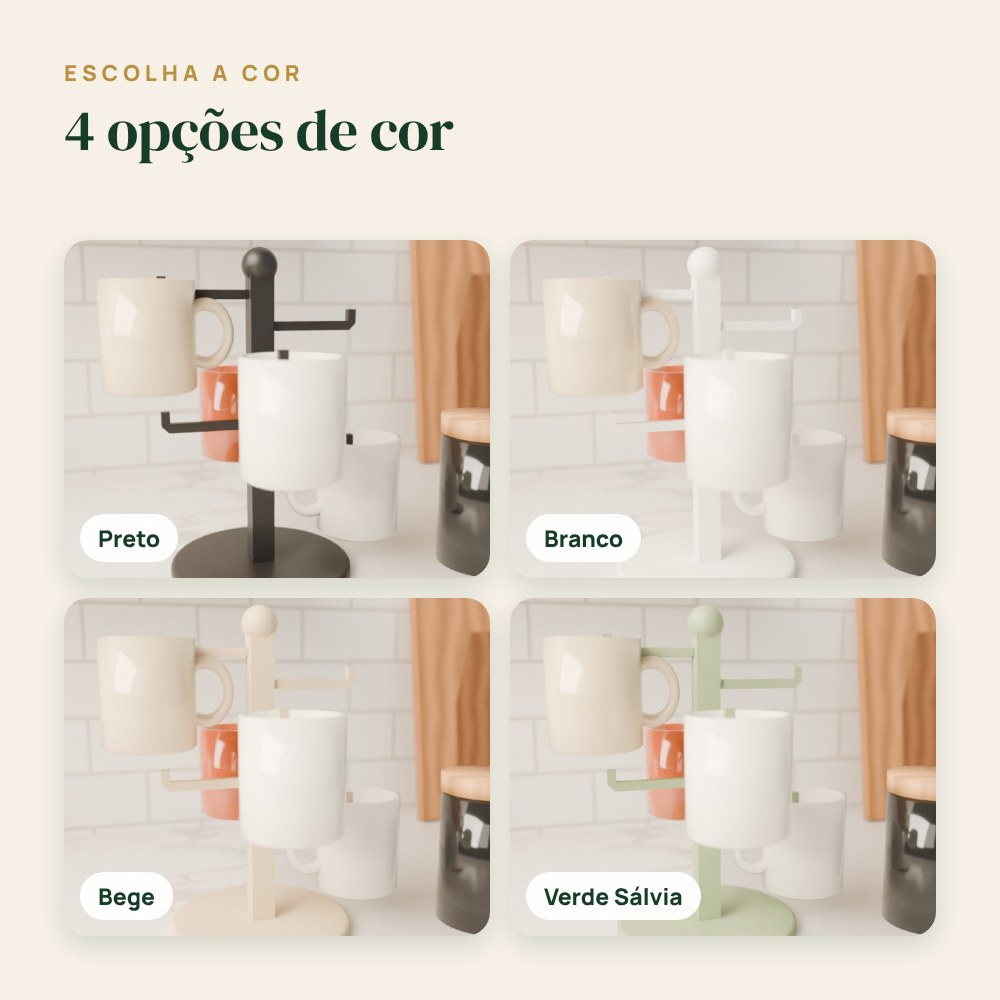 ESCOLHA A COR
4 opções de cor
Preto
Branco
Bege
Verde Sálvia